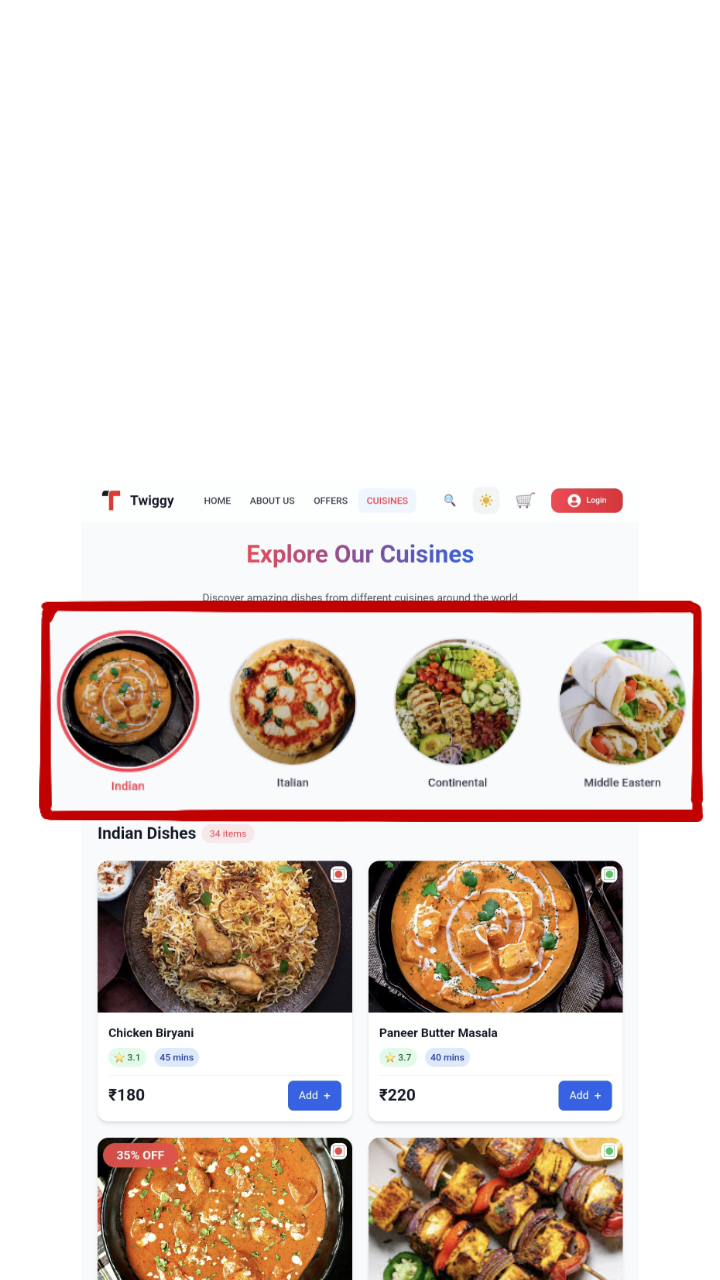 Twiggy HOME ABOUT US OFFERS CUISINES Login
Explore Our Cuisines
Discover amazing dishes from different cuisines around the world
Indian Italian Continental Middle Eastern
Indian Dishes 34 items
Chicken Biryani
3.1 45 mins
₹180 Add +
Paneer Butter Masala
3.7 40 mins
₹220 Add +
35% OFF